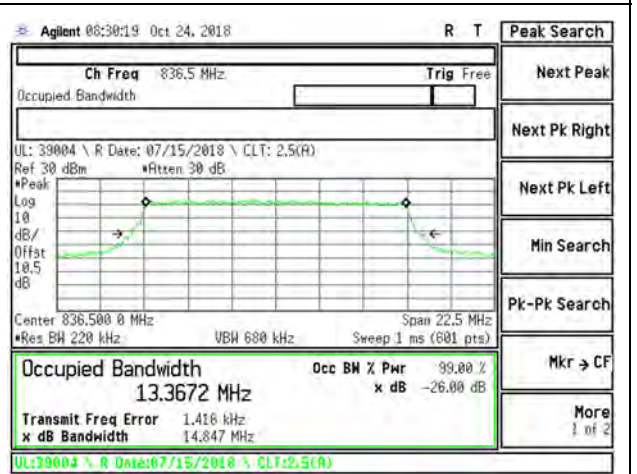 Agilent 08:30:19 Oct 24, 2018 R T
Peak Search
Ch Freq 836.5 MHz Trig Free
Occupied Bandwidth
Next Peak
Next Pk Right
Next Pk Left
Min Search
Pk-Pk Search
Mkr → CF
More
1 of 2
UL: 39004 \ R Date: 07/15/2018 \ CLT: 2.5(A)
Ref 30 dBm #Atten 30 dB
#Peak
Log
10
dB/
Offst
10.5
dB
Center 836.500 0 MHz Span 22.5 MHz
#Res BW 220 kHz VBW 680 kHz Sweep 1 ms (601 pts)
Occupied Bandwidth Occ BW % Pwr 99.00 %
13.3672 MHz x dB -26.00 dB
Transmit Freq Error 1.416 kHz
x dB Bandwidth 14.847 MHz
UL:39004 \ R Date:07/15/2018 \ CLT:2.5(A)